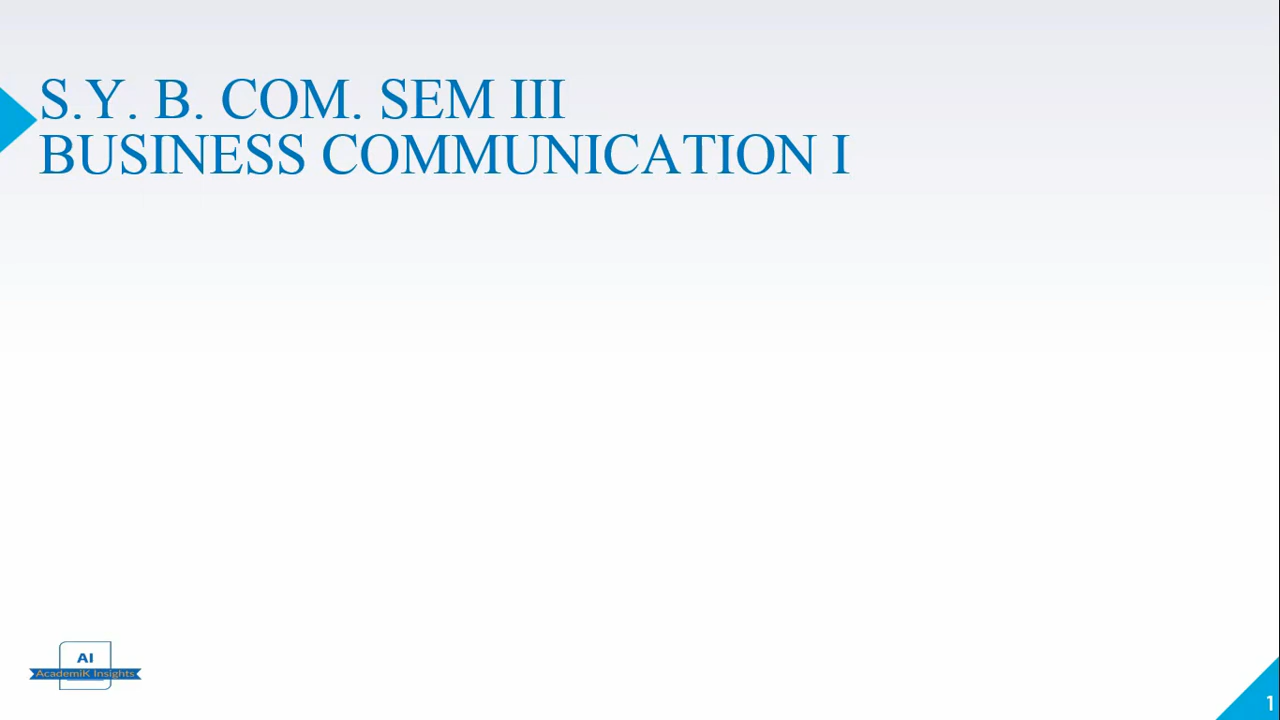 S.Y. B. COM. SEM III
BUSINESS COMMUNICATION I
AI
AcademiK Insights
1